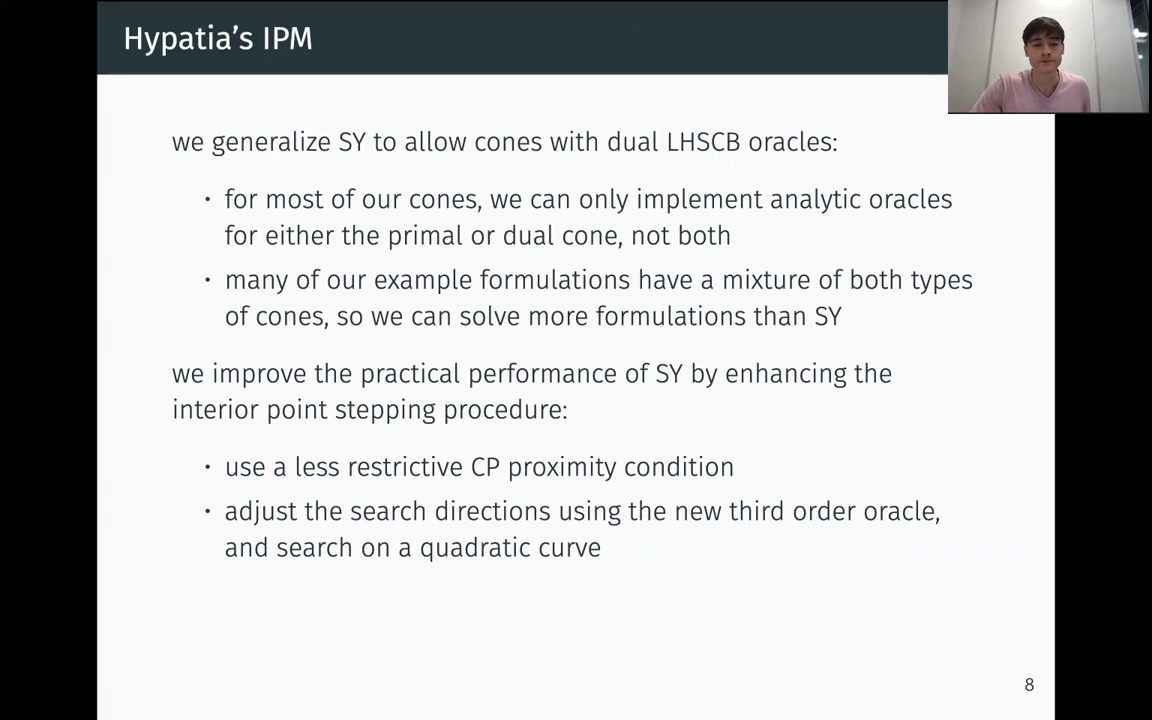 Hypatia's IPM
we generalize SY to allow cones with dual LHSCB oracles:
· for most of our cones, we can only implement analytic oracles
for either the primal or dual cone, not both
· many of our example formulations have a mixture of both types
of cones, so we can solve more formulations than SY
we improve the practical performance of SY by enhancing the
interior point stepping procedure:
· use a less restrictive CP proximity condition
· adjust the search directions using the new third order oracle,
and search on a quadratic curve
8